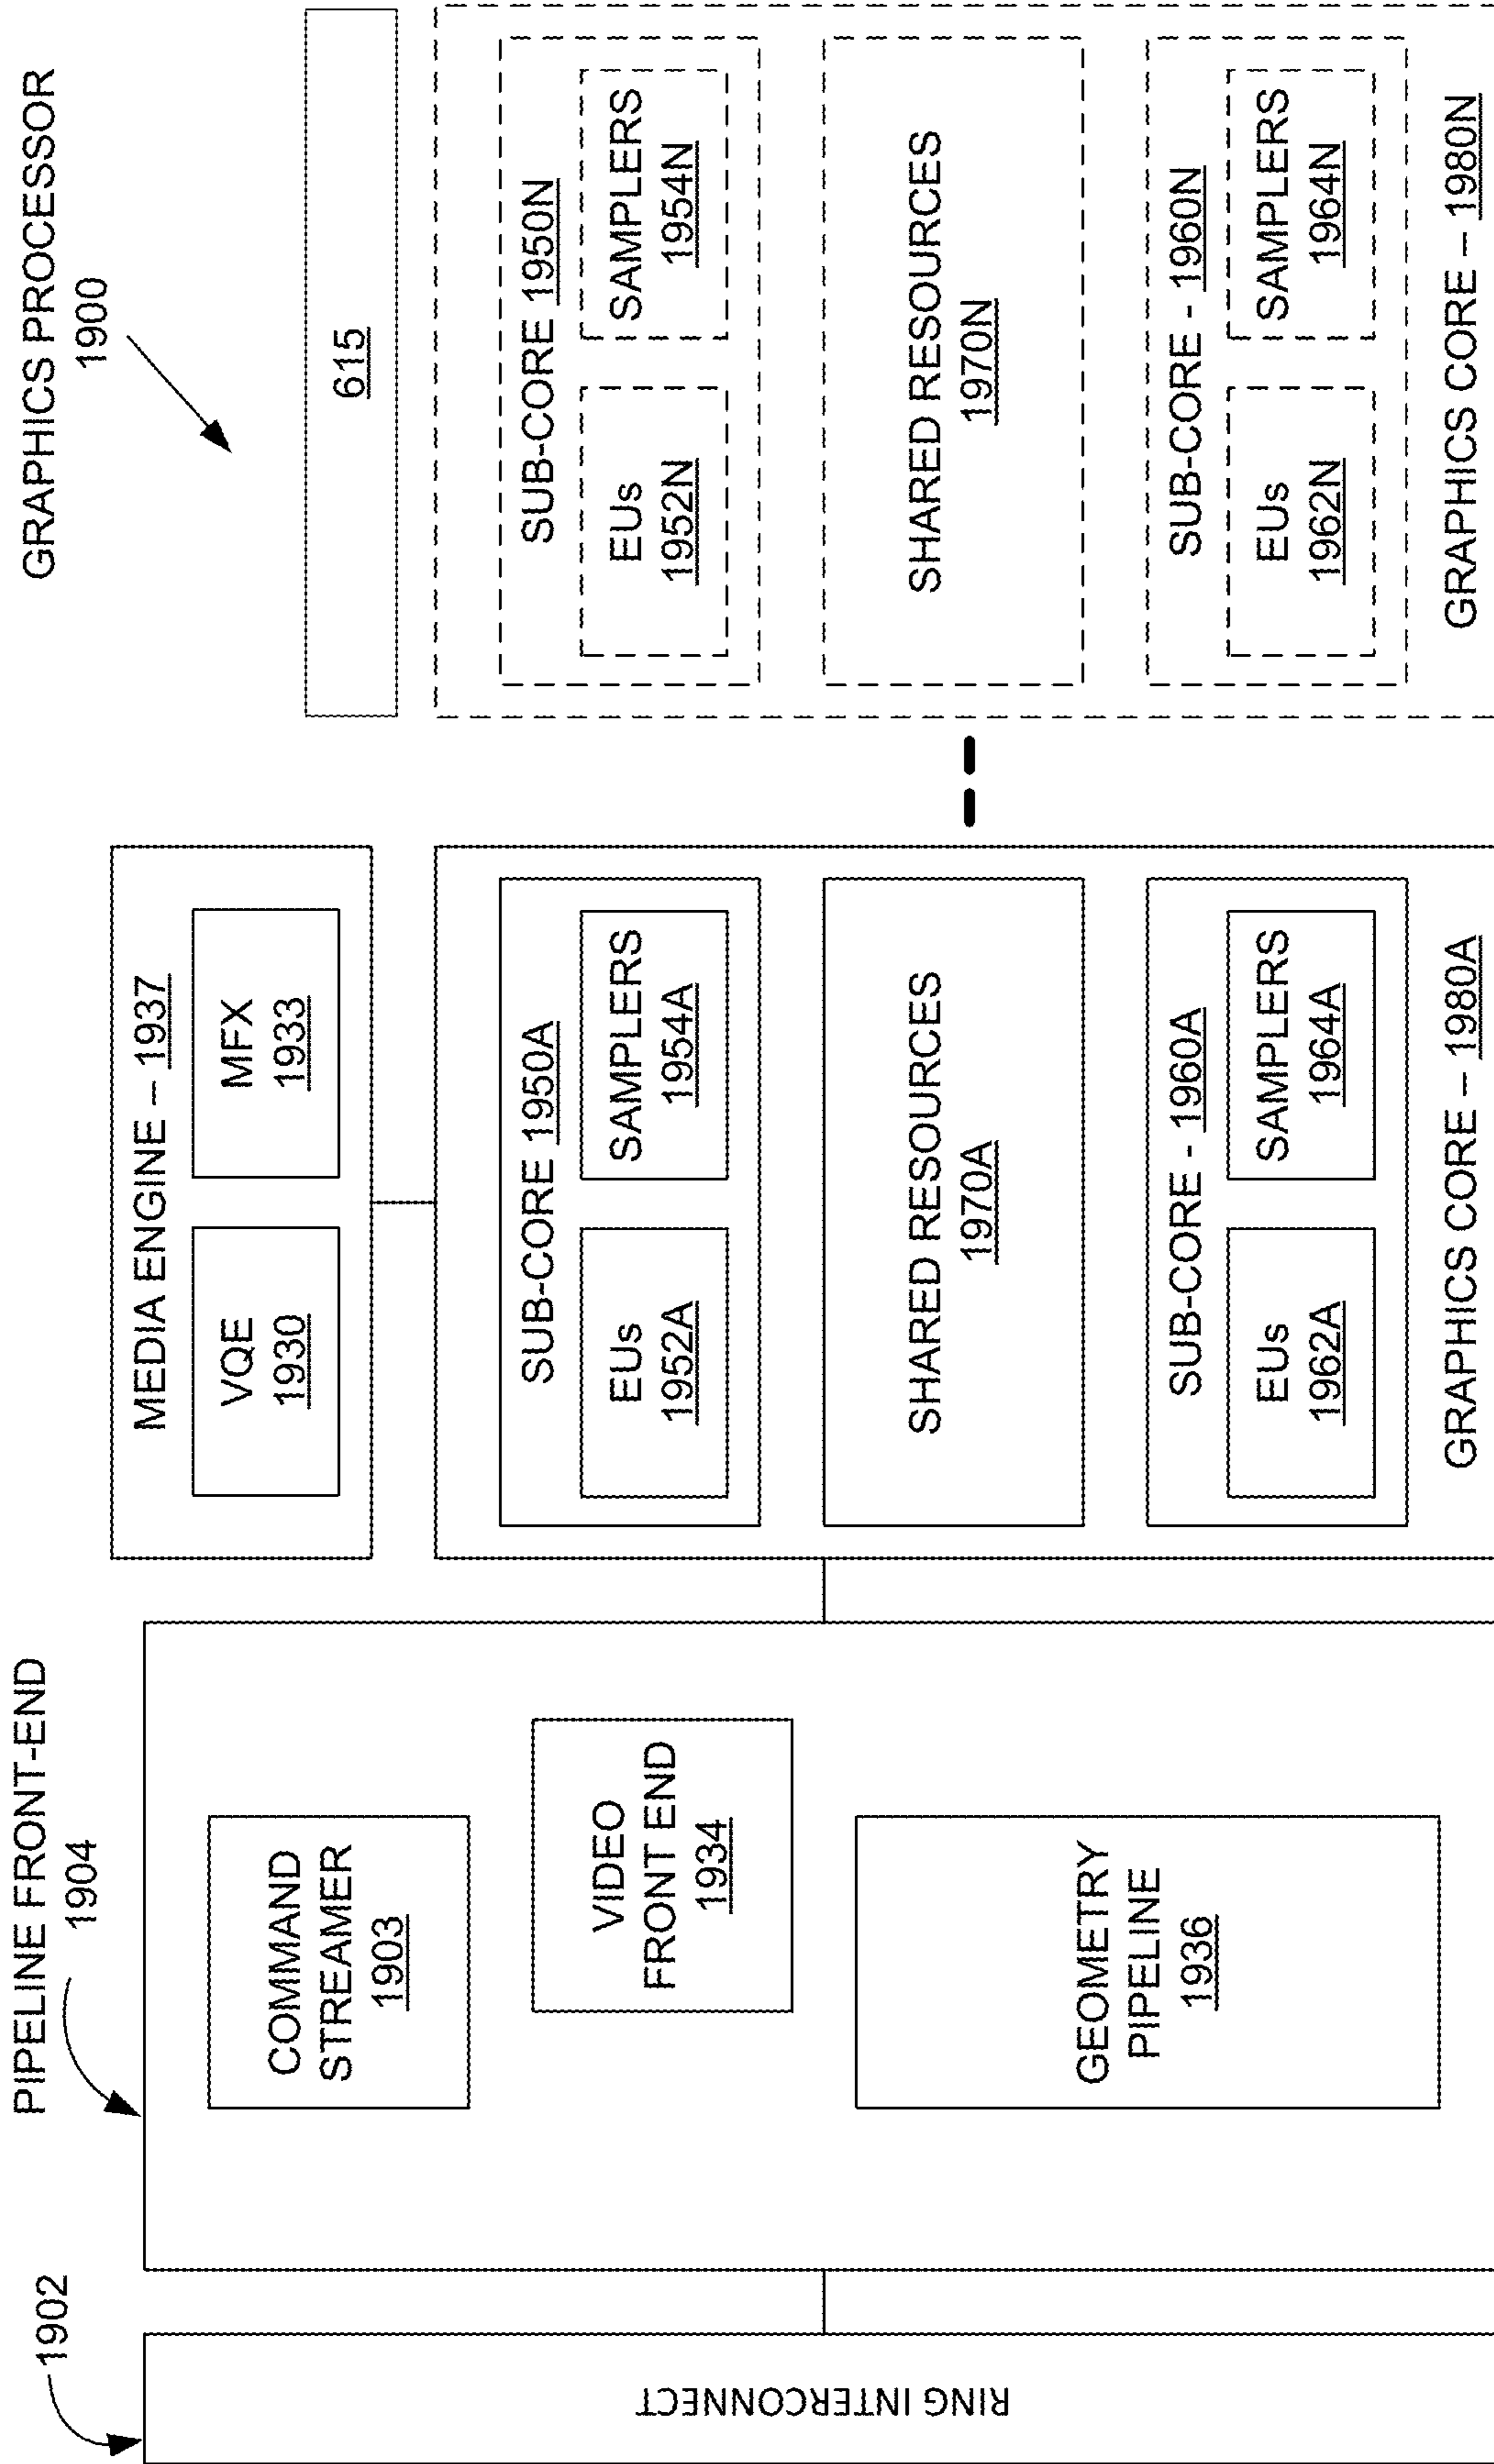 GRAPHICS PROCESSOR
1900
1902
PIPELINE FRONT-END
1904
RING INTERCONNECT
COMMAND
STREAMER
1903
VIDEO
FRONT END
1934
GEOMETRY
PIPELINE
1936
MEDIA ENGINE – 1937
VQE
1930
MFX
1933
SUB-CORE 1950A
EUs
1952A
SAMPLERS
1954A
SHARED RESOURCES
1970A
SUB-CORE - 1960A
EUs
1962A
SAMPLERS
1964A
GRAPHICS CORE – 1980A
615
SUB-CORE 1950N
EUs
1952N
SAMPLERS
1954N
SHARED RESOURCES
1970N
SUB-CORE - 1960N
EUs
1962N
SAMPLERS
1964N
GRAPHICS CORE – 1980N